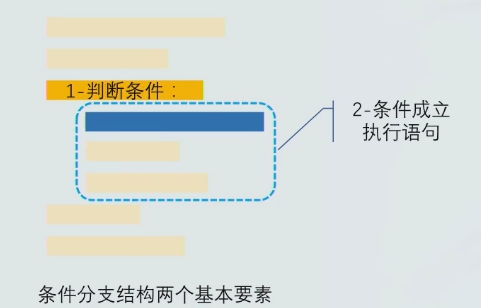 1-判断条件：
2-条件成立
执行语句
条件分支结构两个基本要素